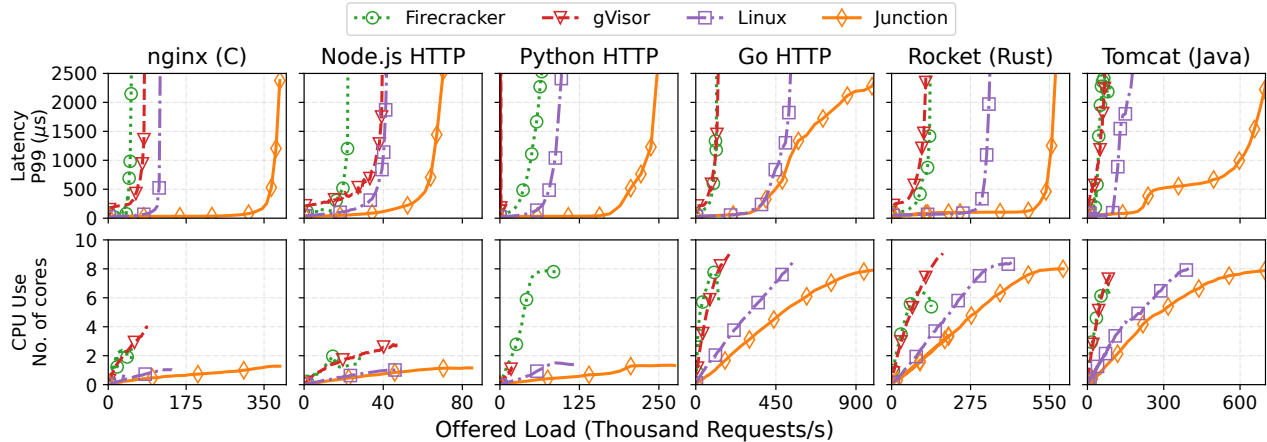 Firecracker gVisor Linux Junction
nginx (C) Node.js HTTP Python HTTP Go HTTP Rocket (Rust) Tomcat (Java)
Latency
P99 (μs)
2500
2000
1500
1000
500
0
CPU Use
No. of cores
10
8
6
4
2
0
0 175 350 0 40 80 0 125 250 0 450 900 0 275 550 0 300 600
Offered Load (Thousand Requests/s)